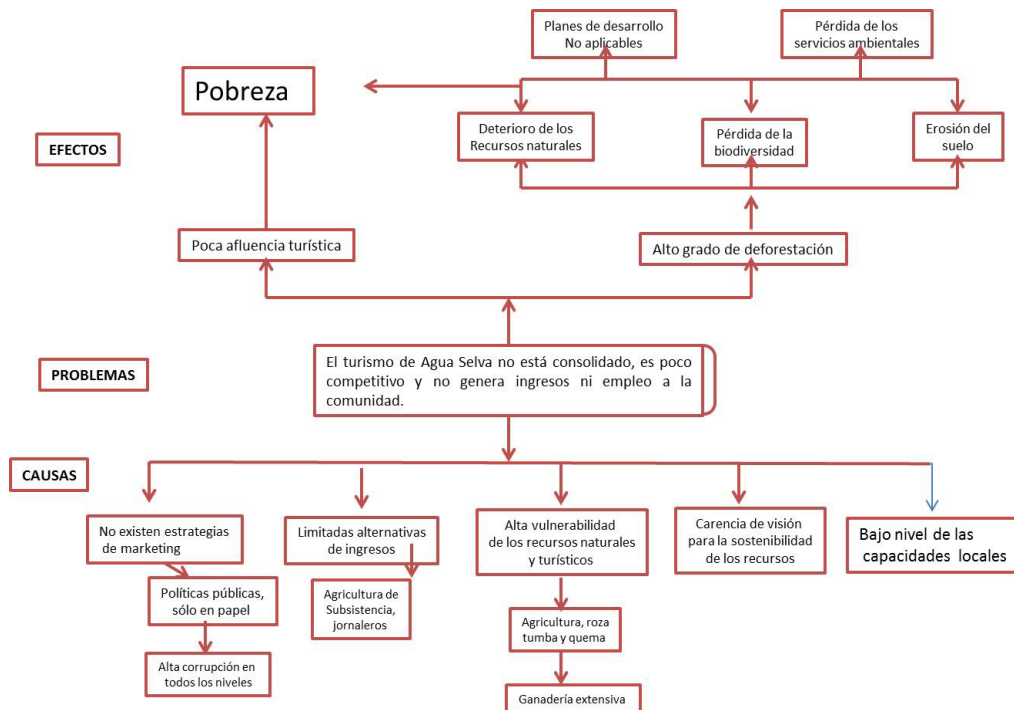 Planes de desarrollo
No aplicables
Pérdida de los
servicios ambientales
Pobreza
EFECTOS
Deterioro de los
Recursos naturales
Pérdida de la
biodiversidad
Erosión del
suelo
Poca afluencia turística
Alto grado de deforestación
PROBLEMAS
El turismo de Agua Selva no está consolidado, es poco
competitivo y no genera ingresos ni empleo a la
comunidad.
CAUSAS
No existen estrategias
de marketing
Limitadas alternativas
de ingresos
Alta vulnerabilidad
de los recursos naturales
y turísticos
Carencia de visión
para la sostenibilidad
de los recursos
Bajo nivel de las
capacidades locales
Políticas públicas,
sólo en papel
Agricultura de
Subsistencia,
jornaleros
Agricultura, roza
tumba y quema
Alta corrupción en
todos los niveles
Ganadería extensiva